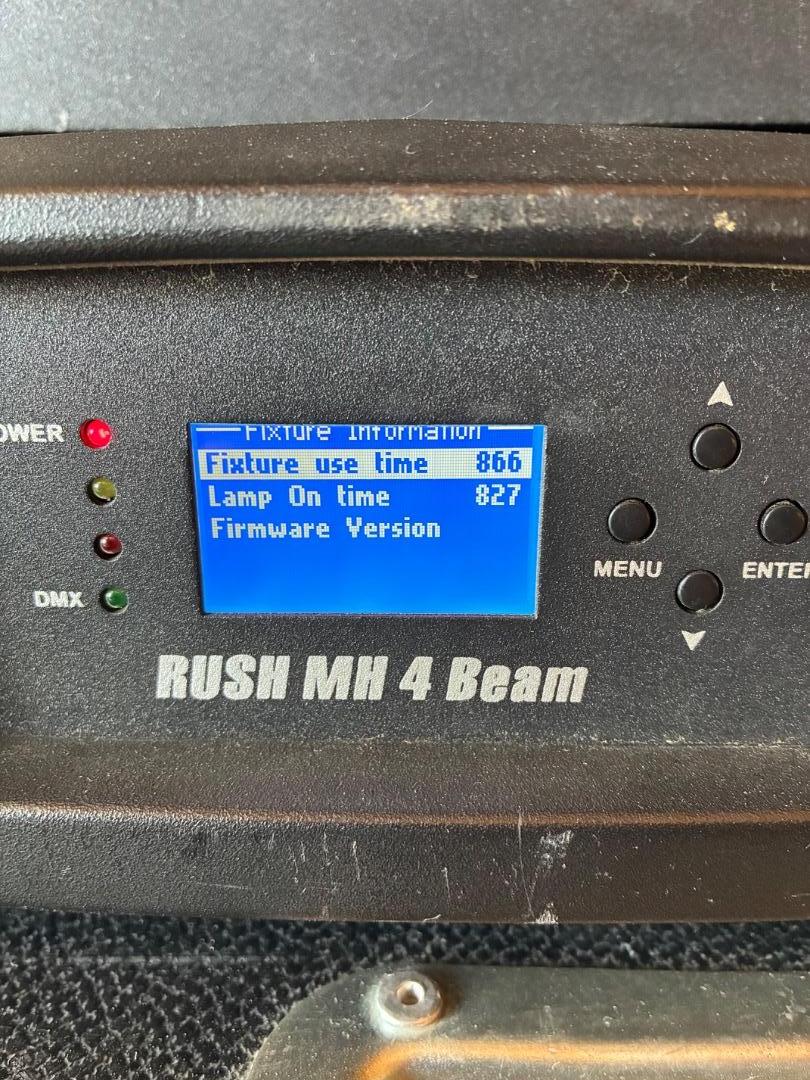 Fixture Information
OWER
Fixture use time 866
Lamp On time 827
Firmware Version
MENU
ENTER
DMX
RUSH MH 4 Beam